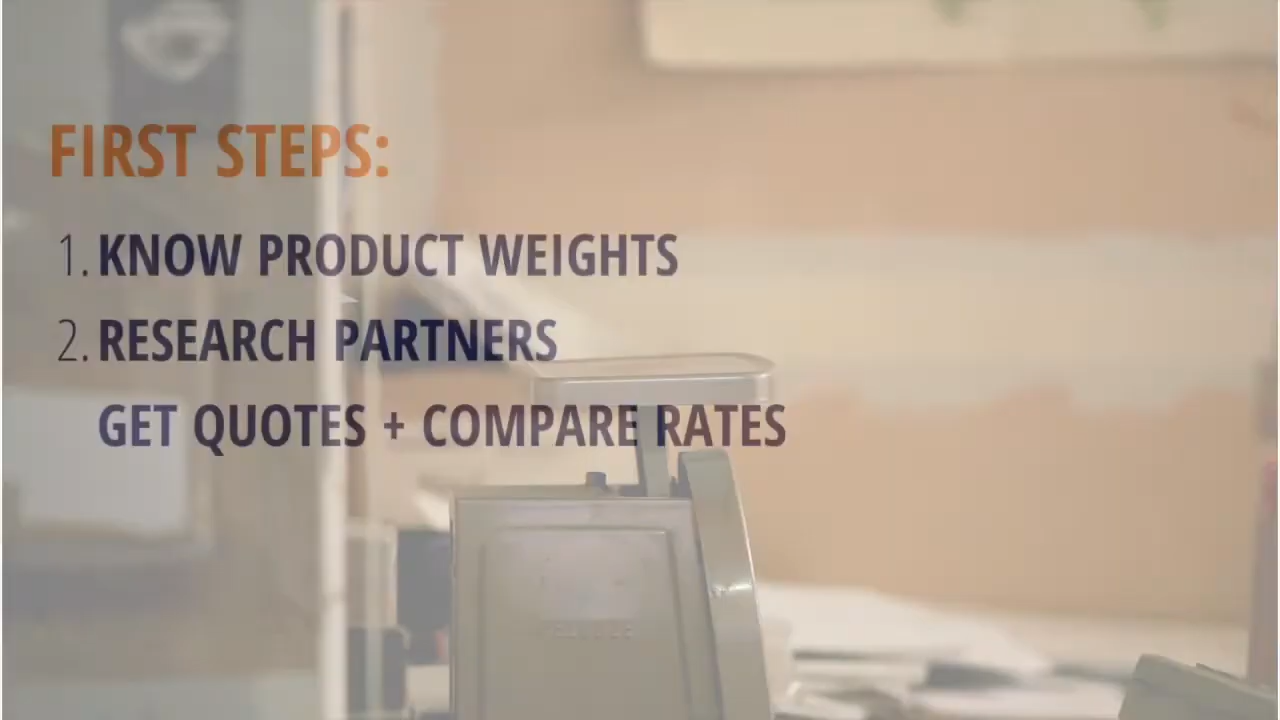 FIRST STEPS:
1. KNOW PRODUCT WEIGHTS
2. RESEARCH PARTNERS
GET QUOTES + COMPARE RATES